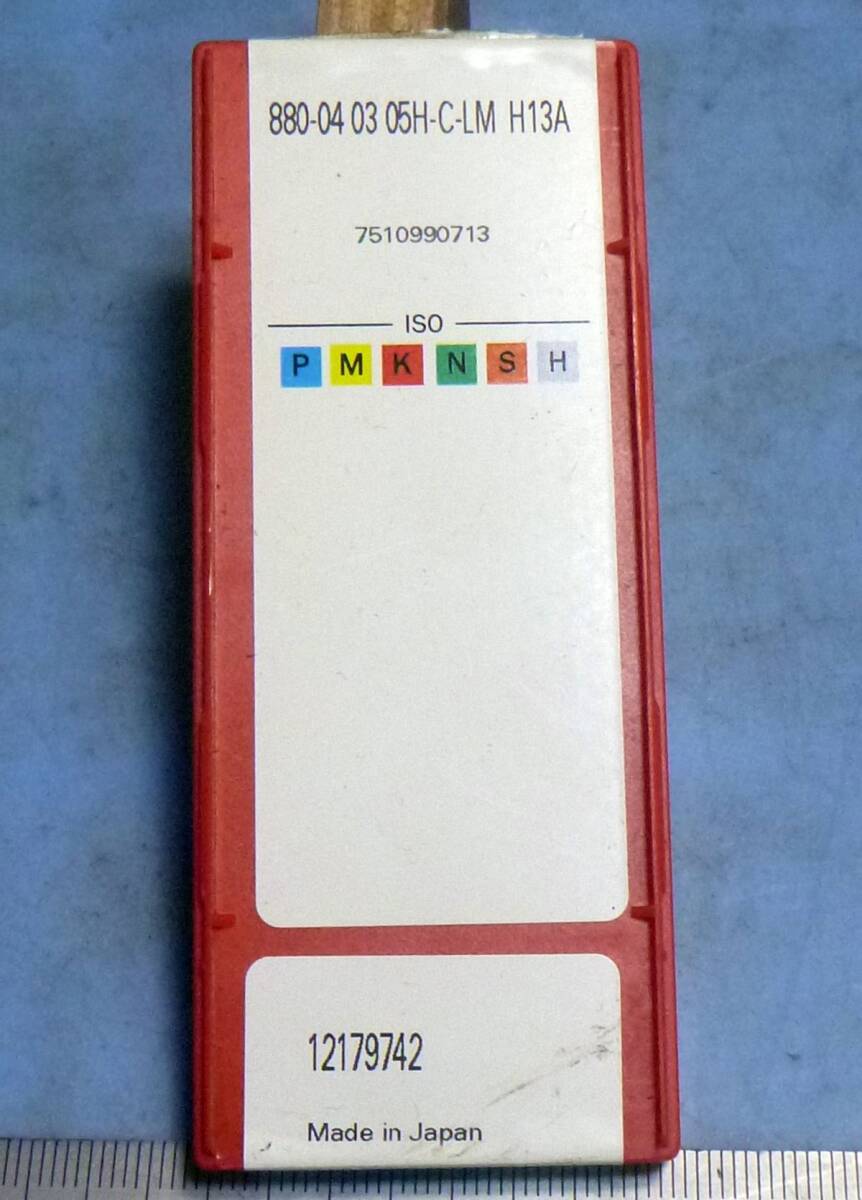 880-04 03 05H-C-LM H13A
7510990713
ISO
P M K N S H
12179742
Made in Japan